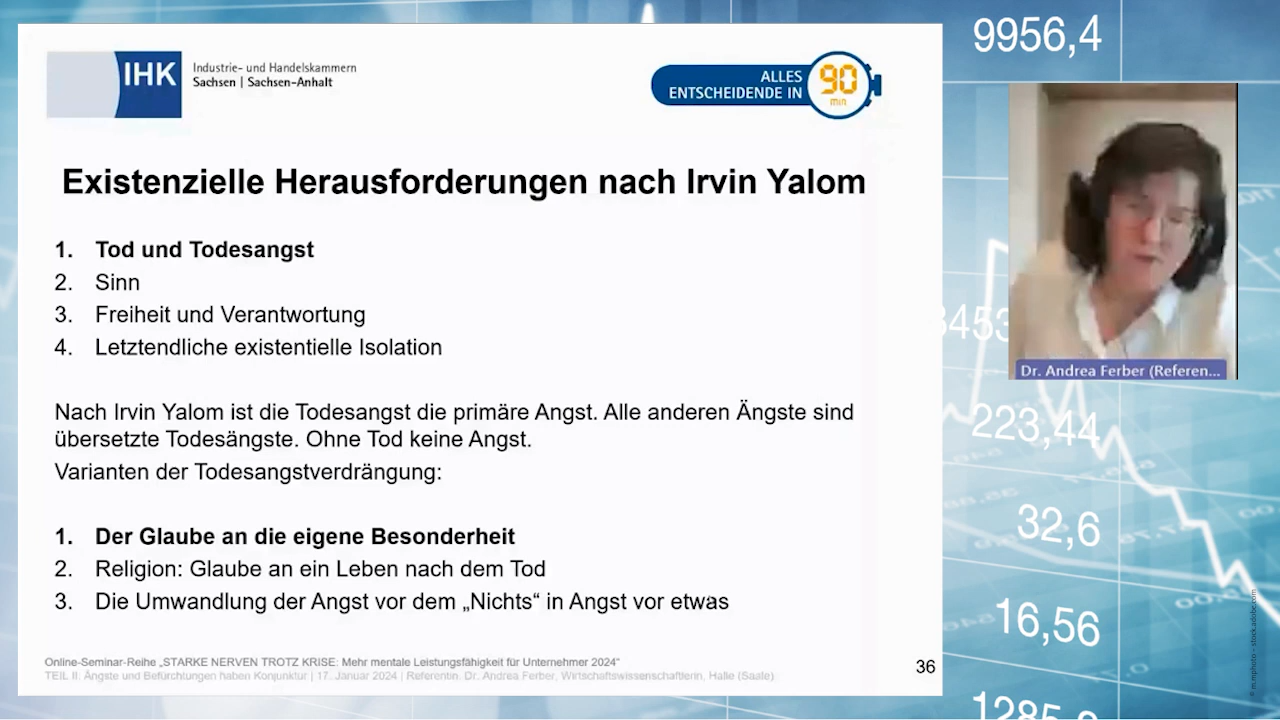 IHK
Industrie- und Handelskammern
Sachsen | Sachsen-Anhalt
ALLES
ENTSCHEIDENDE IN
90
min
Existenzielle Herausforderungen nach Irvin Yalom
1. Tod und Todesangst
2. Sinn
3. Freiheit und Verantwortung
4. Letztendliche existentielle Isolation
Nach Irvin Yalom ist die Todesangst die primäre Angst. Alle anderen Ängste sind
übersetzte Todesängste. Ohne Tod keine Angst.
Varianten der Todesangstverdrängung:
1. Der Glaube an die eigene Besonderheit
2. Religion: Glaube an ein Leben nach dem Tod
3. Die Umwandlung der Angst vor dem „Nichts“ in Angst vor etwas
Online-Seminar-Reihe „STARKE NERVEN TROTZ KRISE: Mehr mentale Leistungsfähigkeit für Unternehmer 2024“
TEIL II: Ängste und Befürchtungen haben Konjunktur | 17. Januar 2024 | Referentin: Dr. Andrea Ferber, Wirtschaftswissenschaftlerin, Halle (Saale)
36
9956,4
Dr. Andrea Ferber (Referen...
223,44
32,6
16,56